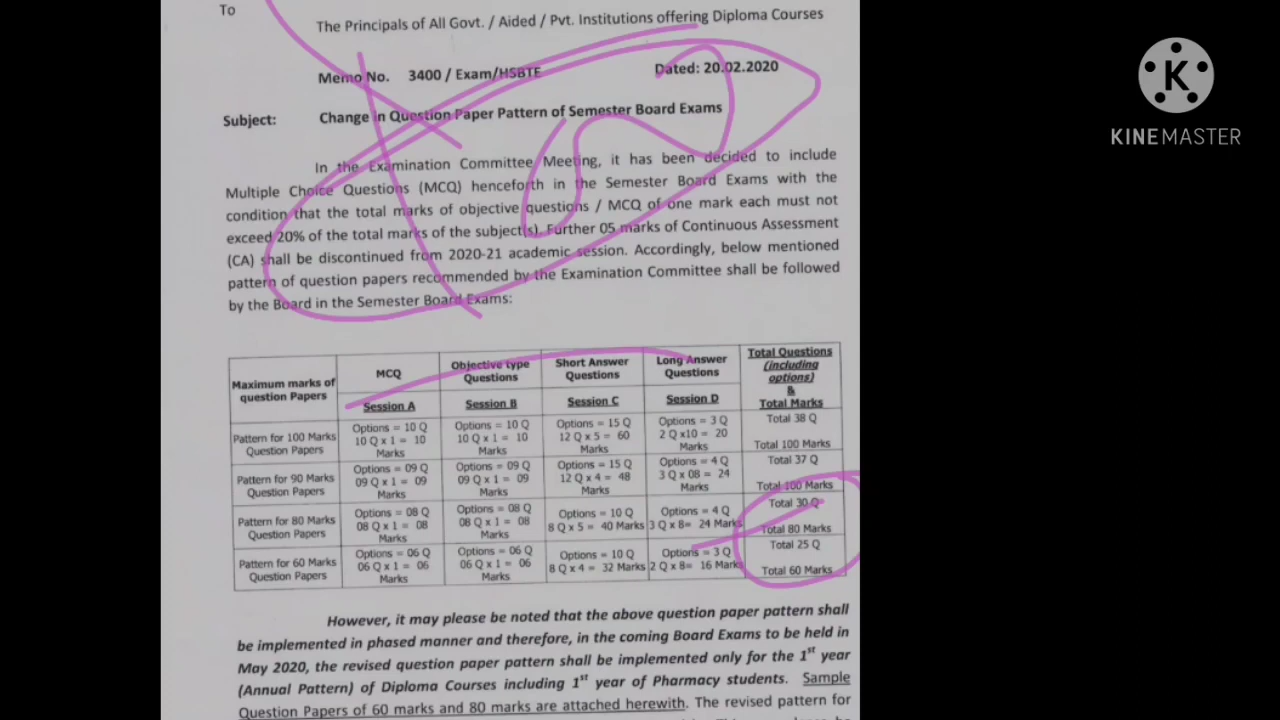 To
The Principals of All Govt. / Aided / Pvt. Institutions offering Diploma Courses
Memo No. 3400 / Exam/HSBTE Dated: 20.02.2020
Subject: Change in Question Paper Pattern of Semester Board Exams
In the Examination Committee Meeting, it has been decided to include
Multiple Choice Questions (MCQ) henceforth in the Semester Board Exams with the
condition that the total marks of objective questions / MCQ of one mark each must not
exceed 20% of the total marks of the subject(s). Further 05 marks of Continuous Assessment
(CA) shall be discontinued from 2020-21 academic session. Accordingly, below mentioned
pattern of question papers recommended by the Examination Committee shall be followed
by the Board in the Semester Board Exams:
Maximum marks of
question Papers
MCQ
Session A
Objective type
Questions
Session B
Short Answer
Questions
Session C
Long Answer
Questions
Session D
Total Questions
(including
options)
&
Total Marks
Pattern for 100 Marks
Question Papers
Options = 10 Q
10 Q x 1 = 10
Marks
Options = 10 Q
10 Q x 1 = 10
Marks
Options = 15 Q
12 Q x 5 = 60
Marks
Options = 3 Q
2 Q x10 = 20
Marks
Total 38 Q
Total 100 Marks
Pattern for 90 Marks
Question Papers
Options = 09 Q
09 Q x 1 = 09
Marks
Options = 09 Q
09 Q x 1 = 09
Marks
Options = 15 Q
12 Q x 4 = 48
Marks
Options = 4 Q
3 Q x 08 = 24
Marks
Total 37 Q
Total 100 Marks
Pattern for 80 Marks
Question Papers
Options = 08 Q
08 Q x 1 = 08
Marks
Options = 08 Q
08 Q x 1 = 08
Marks
Options = 10 Q
8 Q x 5 = 40 Marks
Options = 4 Q
3 Q x 8= 24 Marks
Total 30 Q
Total 80 Marks
Pattern for 60 Marks
Question Papers
Options = 06 Q
06 Q x 1 = 06
Marks
Options = 06 Q
06 Q x 1 = 06
Marks
Options = 10 Q
8 Q x 4 = 32 Marks
Options = 3 Q
2 Q x 8= 16 Marks
Total 25 Q
Total 60 Marks
However, it may please be noted that the above question paper pattern shall
be implemented in phased manner and therefore, in the coming Board Exams to be held in
May 2020, the revised question paper pattern shall be implemented only for the 1st year
(Annual Pattern) of Diploma Courses including 1st year of Pharmacy students. Sample
Question Papers of 60 marks and 80 marks are attached herewith. The revised pattern for
K
KINEMASTER